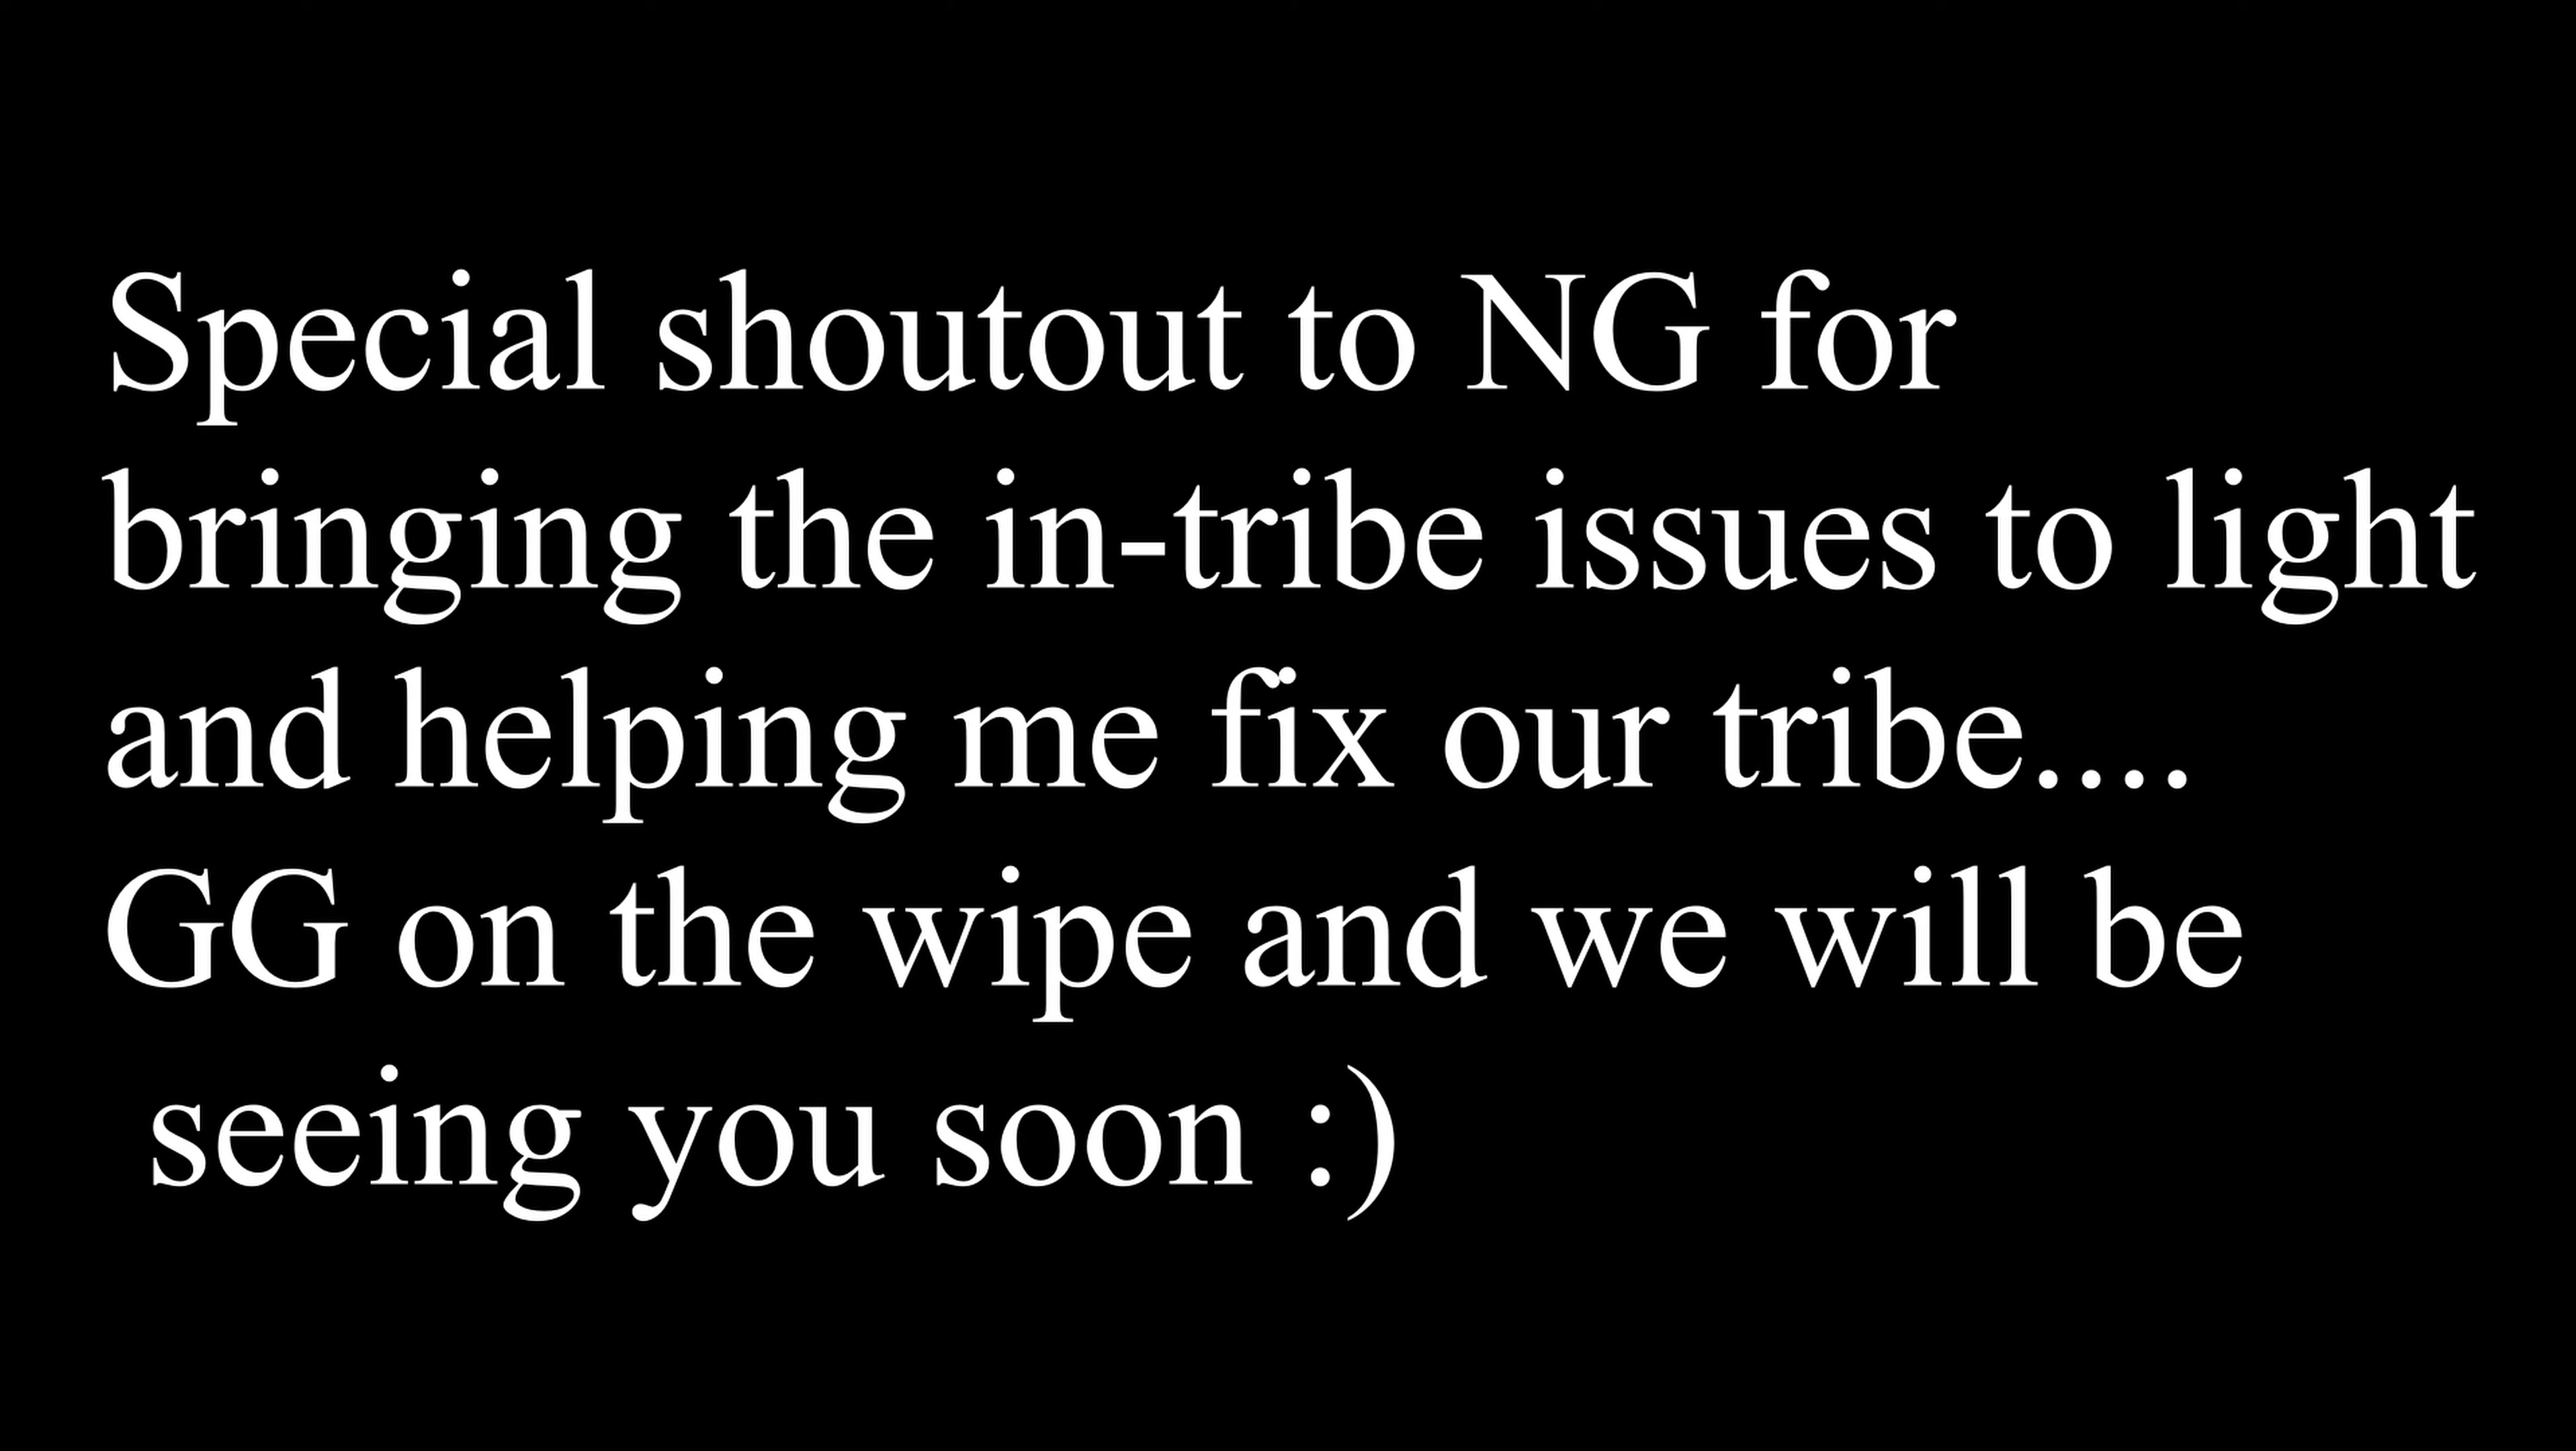 Special shoutout to NG for
bringing the in-tribe issues to light
and helping me fix our tribe....
GG on the wipe and we will be
seeing you soon :)